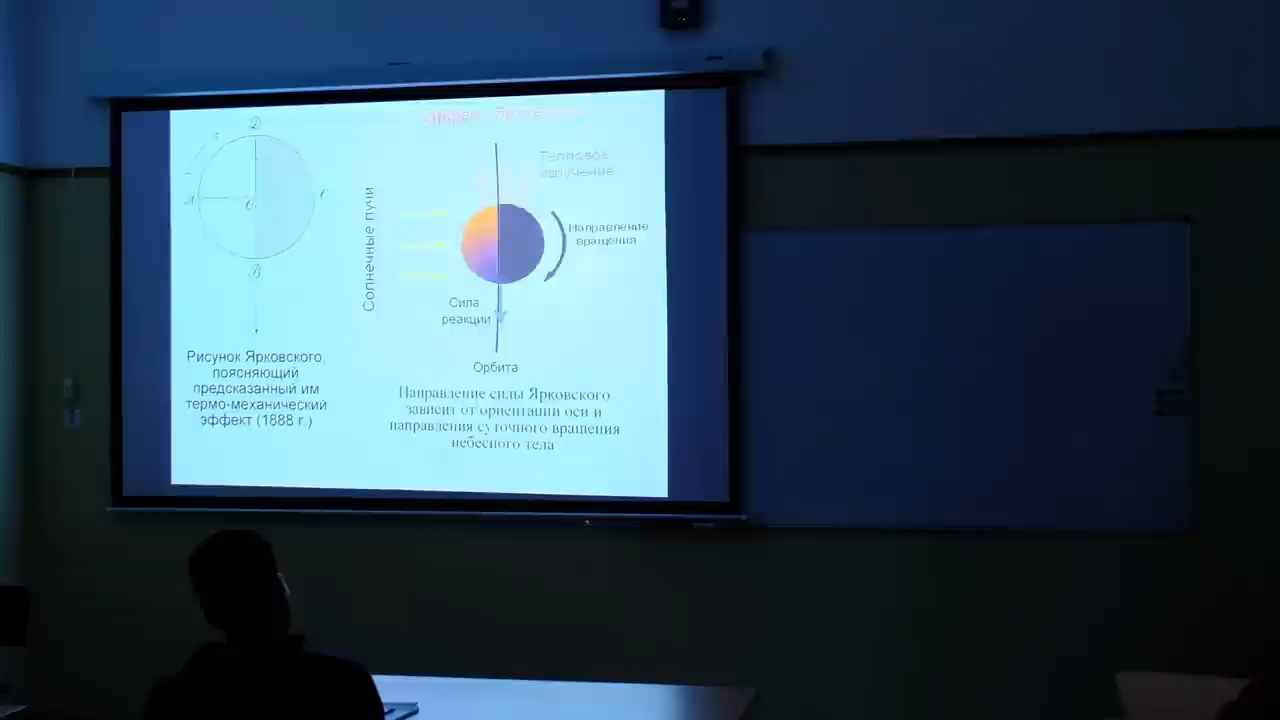 D
A
O
C
B
Рисунок Ярковского,
поясняющий
предсказанный им
термо-механический
эффект (1888 г.)
Солнечные лучи
Тепловое
излучение
Направление
вращения
Сила
реакции
Орбита
Направление силы Ярковского
зависит от ориентации оси и
направления суточного вращения
небесного тела